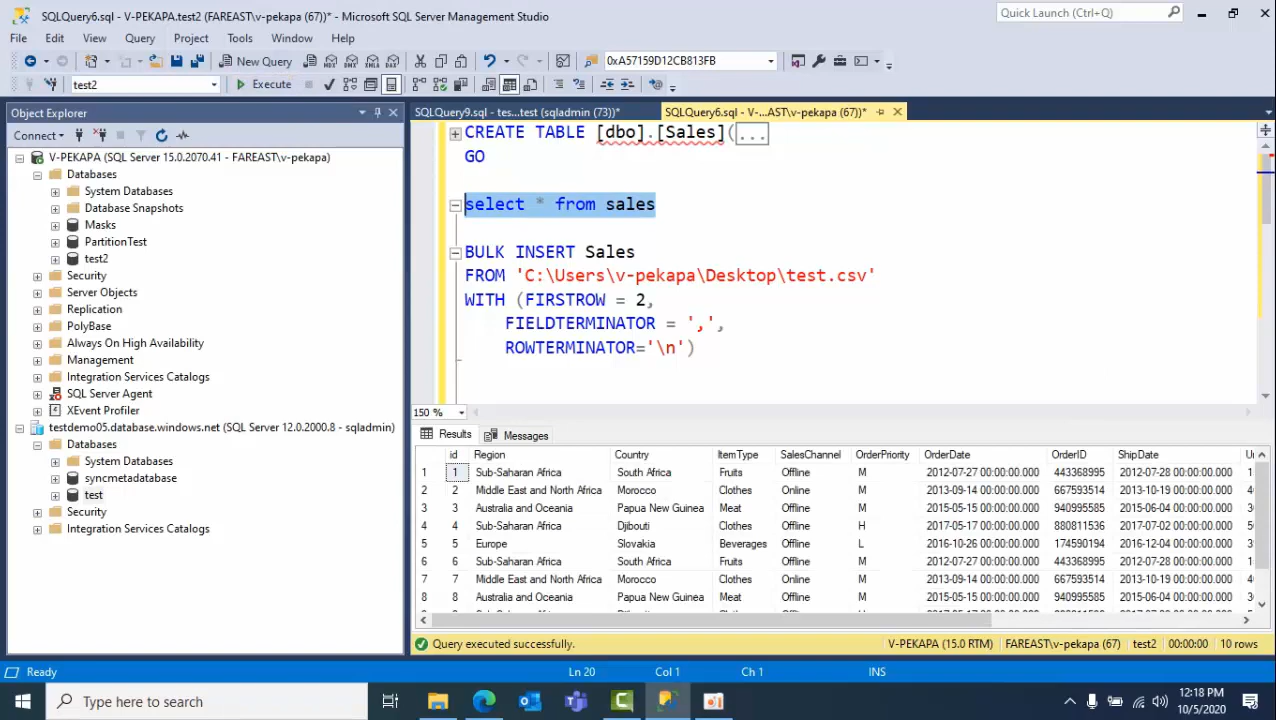 SQLQuery6.sql - V-PEKAPA.test2 (FAREAST\v-pekapa (67))* - Microsoft SQL Server Management Studio
Quick Launch (Ctrl+Q)
File Edit View Query Project Tools Window Help
New Query 0xA57159D12CB813FB
test2 Execute
Object Explorer
SQLQuery9.sql - tes...test (sqladmin (73))* SQLQuery6.sql - V-...AST\v-pekapa (67))*
Connect
V-PEKAPA (SQL Server 15.0.2070.41 - FAREAST\v-pekapa)
Databases
System Databases
Database Snapshots
Masks
PartitionTest
test2
Security
Server Objects
Replication
PolyBase
Always On High Availability
Management
Integration Services Catalogs
SQL Server Agent
XEvent Profiler
testdemo05.database.windows.net (SQL Server 12.0.2000.8 - sqladmin)
Databases
System Databases
syncmetadatabase
test
Security
Integration Services Catalogs
CREATE TABLE [dbo].[Sales](...
GO
select * from sales
BULK INSERT Sales
FROM 'C:\Users\v-pekapa\Desktop\test.csv'
WITH (FIRSTROW = 2,
FIELDTERMINATOR = ',',
ROWTERMINATOR='\n')
150 %
Results Messages
id Region Country ItemType SalesChannel OrderPriority OrderDate OrderID ShipDate
1 1 Sub-Saharan Africa South Africa Fruits Offline M 2012-07-27 00:00:00.000 443368995 2012-07-28 00:00:00.000
2 2 Middle East and North Africa Morocco Clothes Online M 2013-09-14 00:00:00.000 667593514 2013-10-19 00:00:00.000
3 3 Australia and Oceania Papua New Guinea Meat Offline M 2015-05-15 00:00:00.000 940995585 2015-06-04 00:00:00.000
4 4 Sub-Saharan Africa Djibouti Clothes Offline H 2017-05-17 00:00:00.000 880811536 2017-07-02 00:00:00.000
5 5 Europe Slovakia Beverages Offline L 2016-10-26 00:00:00.000 174590194 2016-12-04 00:00:00.000
6 6 Sub-Saharan Africa South Africa Fruits Offline M 2012-07-27 00:00:00.000 443368995 2012-07-28 00:00:00.000
7 7 Middle East and North Africa Morocco Clothes Online M 2013-09-14 00:00:00.000 667593514 2013-10-19 00:00:00.000
8 8 Australia and Oceania Papua New Guinea Meat Offline M 2015-05-15 00:00:00.000 940995585 2015-06-04 00:00:00.000
Query executed successfully. V-PEKAPA (15.0 RTM) FAREAST\v-pekapa (67) test2 00:00:00 10 rows
Ready Ln 20 Col 1 Ch 1 INS
Type here to search
12:18 PM
10/5/2020